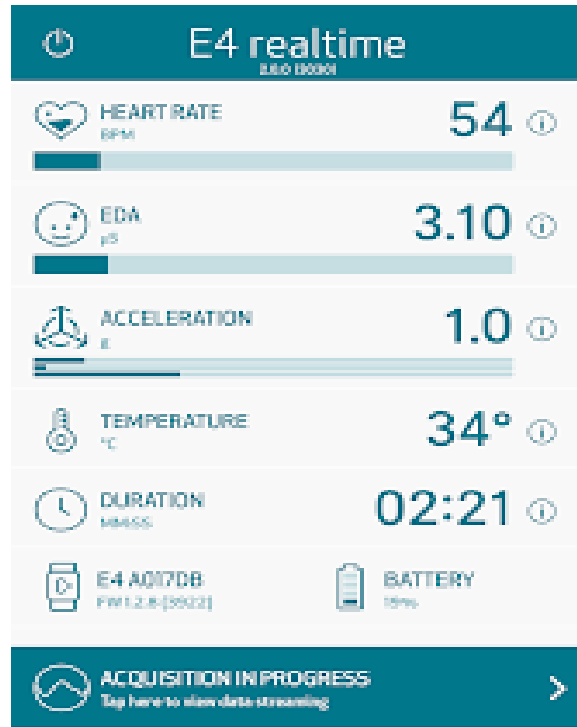 E4 realtime
HEART RATE
BPM
54
EDA
µS
3.10
ACCELERATION
g
1.0
TEMPERATURE
°C
34°
DURATION
MM:SS
02:21
E4 A017DB
BATTERY
ACQUISITION IN PROGRESS
Tap here to view data streaming